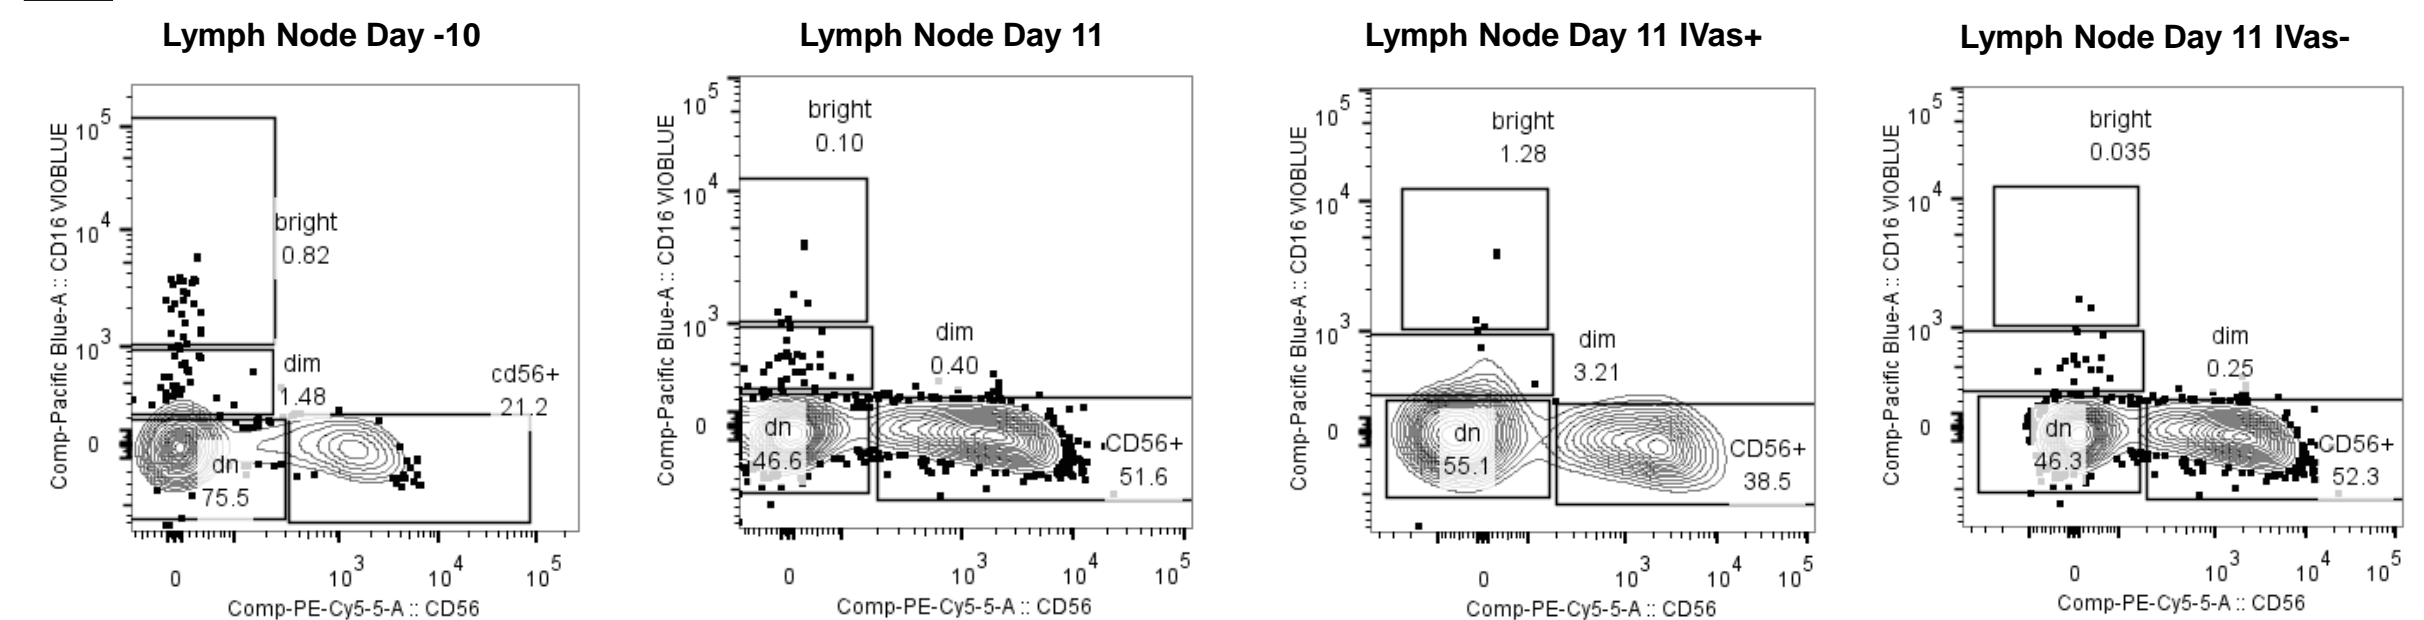 Lymph Node Day -10
Lymph Node Day 11
Lymph Node Day 11 IVas+
Lymph Node Day 11 IVas-
Comp-Pacific Blue-A :: CD16 VIOBLUE
10^5
10^4
10^3
0
bright
0.82
dim
1.48
cd56+
21.2
dn
75.5
0
10^3
10^4
10^5
Comp-PE-Cy5-5-A :: CD56
Comp-Pacific Blue-A :: CD16 VIOBLUE
10^5
10^4
10^3
0
bright
0.10
dim
0.40
dn
46.6
CD56+
51.6
0
10^3
10^4
10^5
Comp-PE-Cy5-5-A :: CD56
Comp-Pacific Blue-A :: CD16 VIOBLUE
10^5
10^4
10^3
0
bright
1.28
dim
3.21
dn
55.1
CD56+
38.5
0
10^3
10^4
10^5
Comp-PE-Cy5-5-A :: CD56
Comp-Pacific Blue-A :: CD16 VIOBLUE
10^5
10^4
10^3
0
bright
0.035
dim
0.25
dn
46.3
CD56+
52.3
0
10^3
10^4
10^5
Comp-PE-Cy5-5-A :: CD56